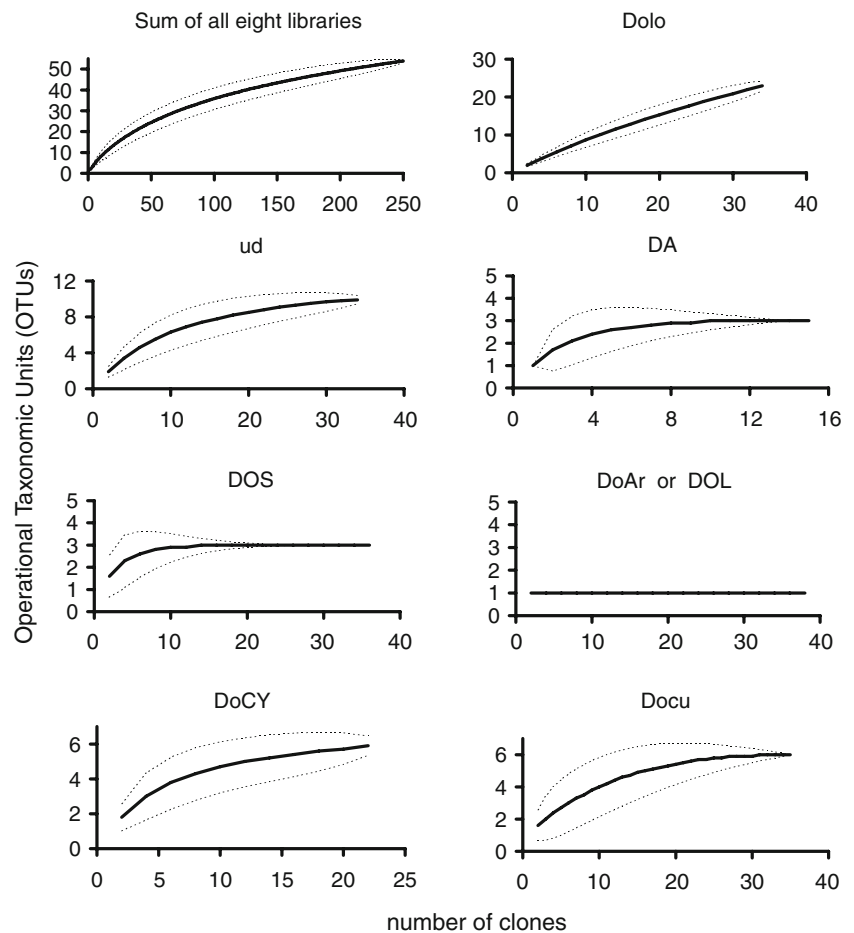 Sum of all eight libraries
50
40
30
20
10
0
0 50 100 150 200 250
Dolo
30
20
10
0
0 10 20 30 40
Operational Taxonomic Units (OTUs)
ud
12
8
4
0
0 10 20 30 40
DA
5
4
3
2
1
0
0 4 8 12 16
DOS
5
4
3
2
1
0
0 10 20 30 40
DoAr or DOL
5
4
3
2
1
0
0 10 20 30 40
DoCY
6
4
2
0
0 5 10 15 20 25
Docu
6
4
2
0
0 10 20 30 40
number of clones